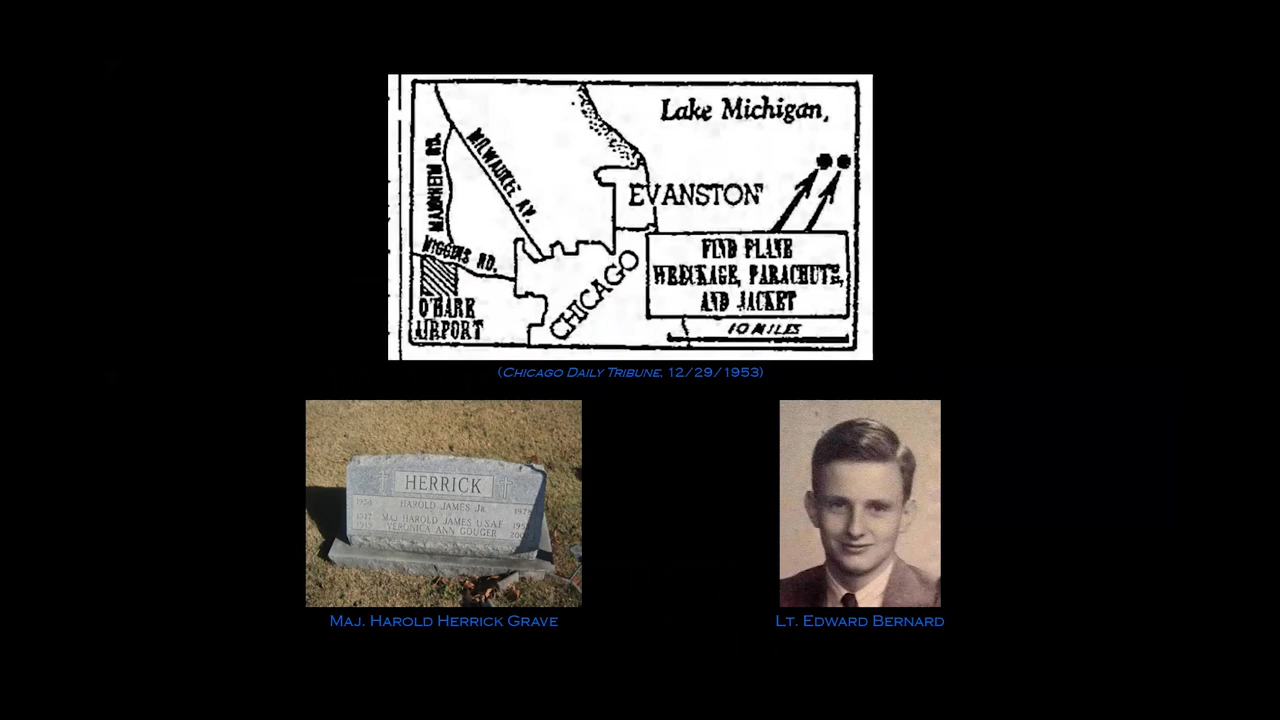 Lake Michigan,
MANNHEIM RD.
MILWAUKEE AV.
EVANSTON
HIGGINS RD.
CHICAGO
O'HARE
AIRPORT
FIND PLANE
WRECKAGE, PARACHUTE,
AND JACKET
10 MILES
(Chicago Daily Tribune, 12/29/1953)
HERRICK
HAROLD JAMES Jr.
MAJ HAROLD JAMES U.S.A.F.
VERONICA ANN GOUGER
Maj. Harold Herrick Grave
Lt. Edward Bernard